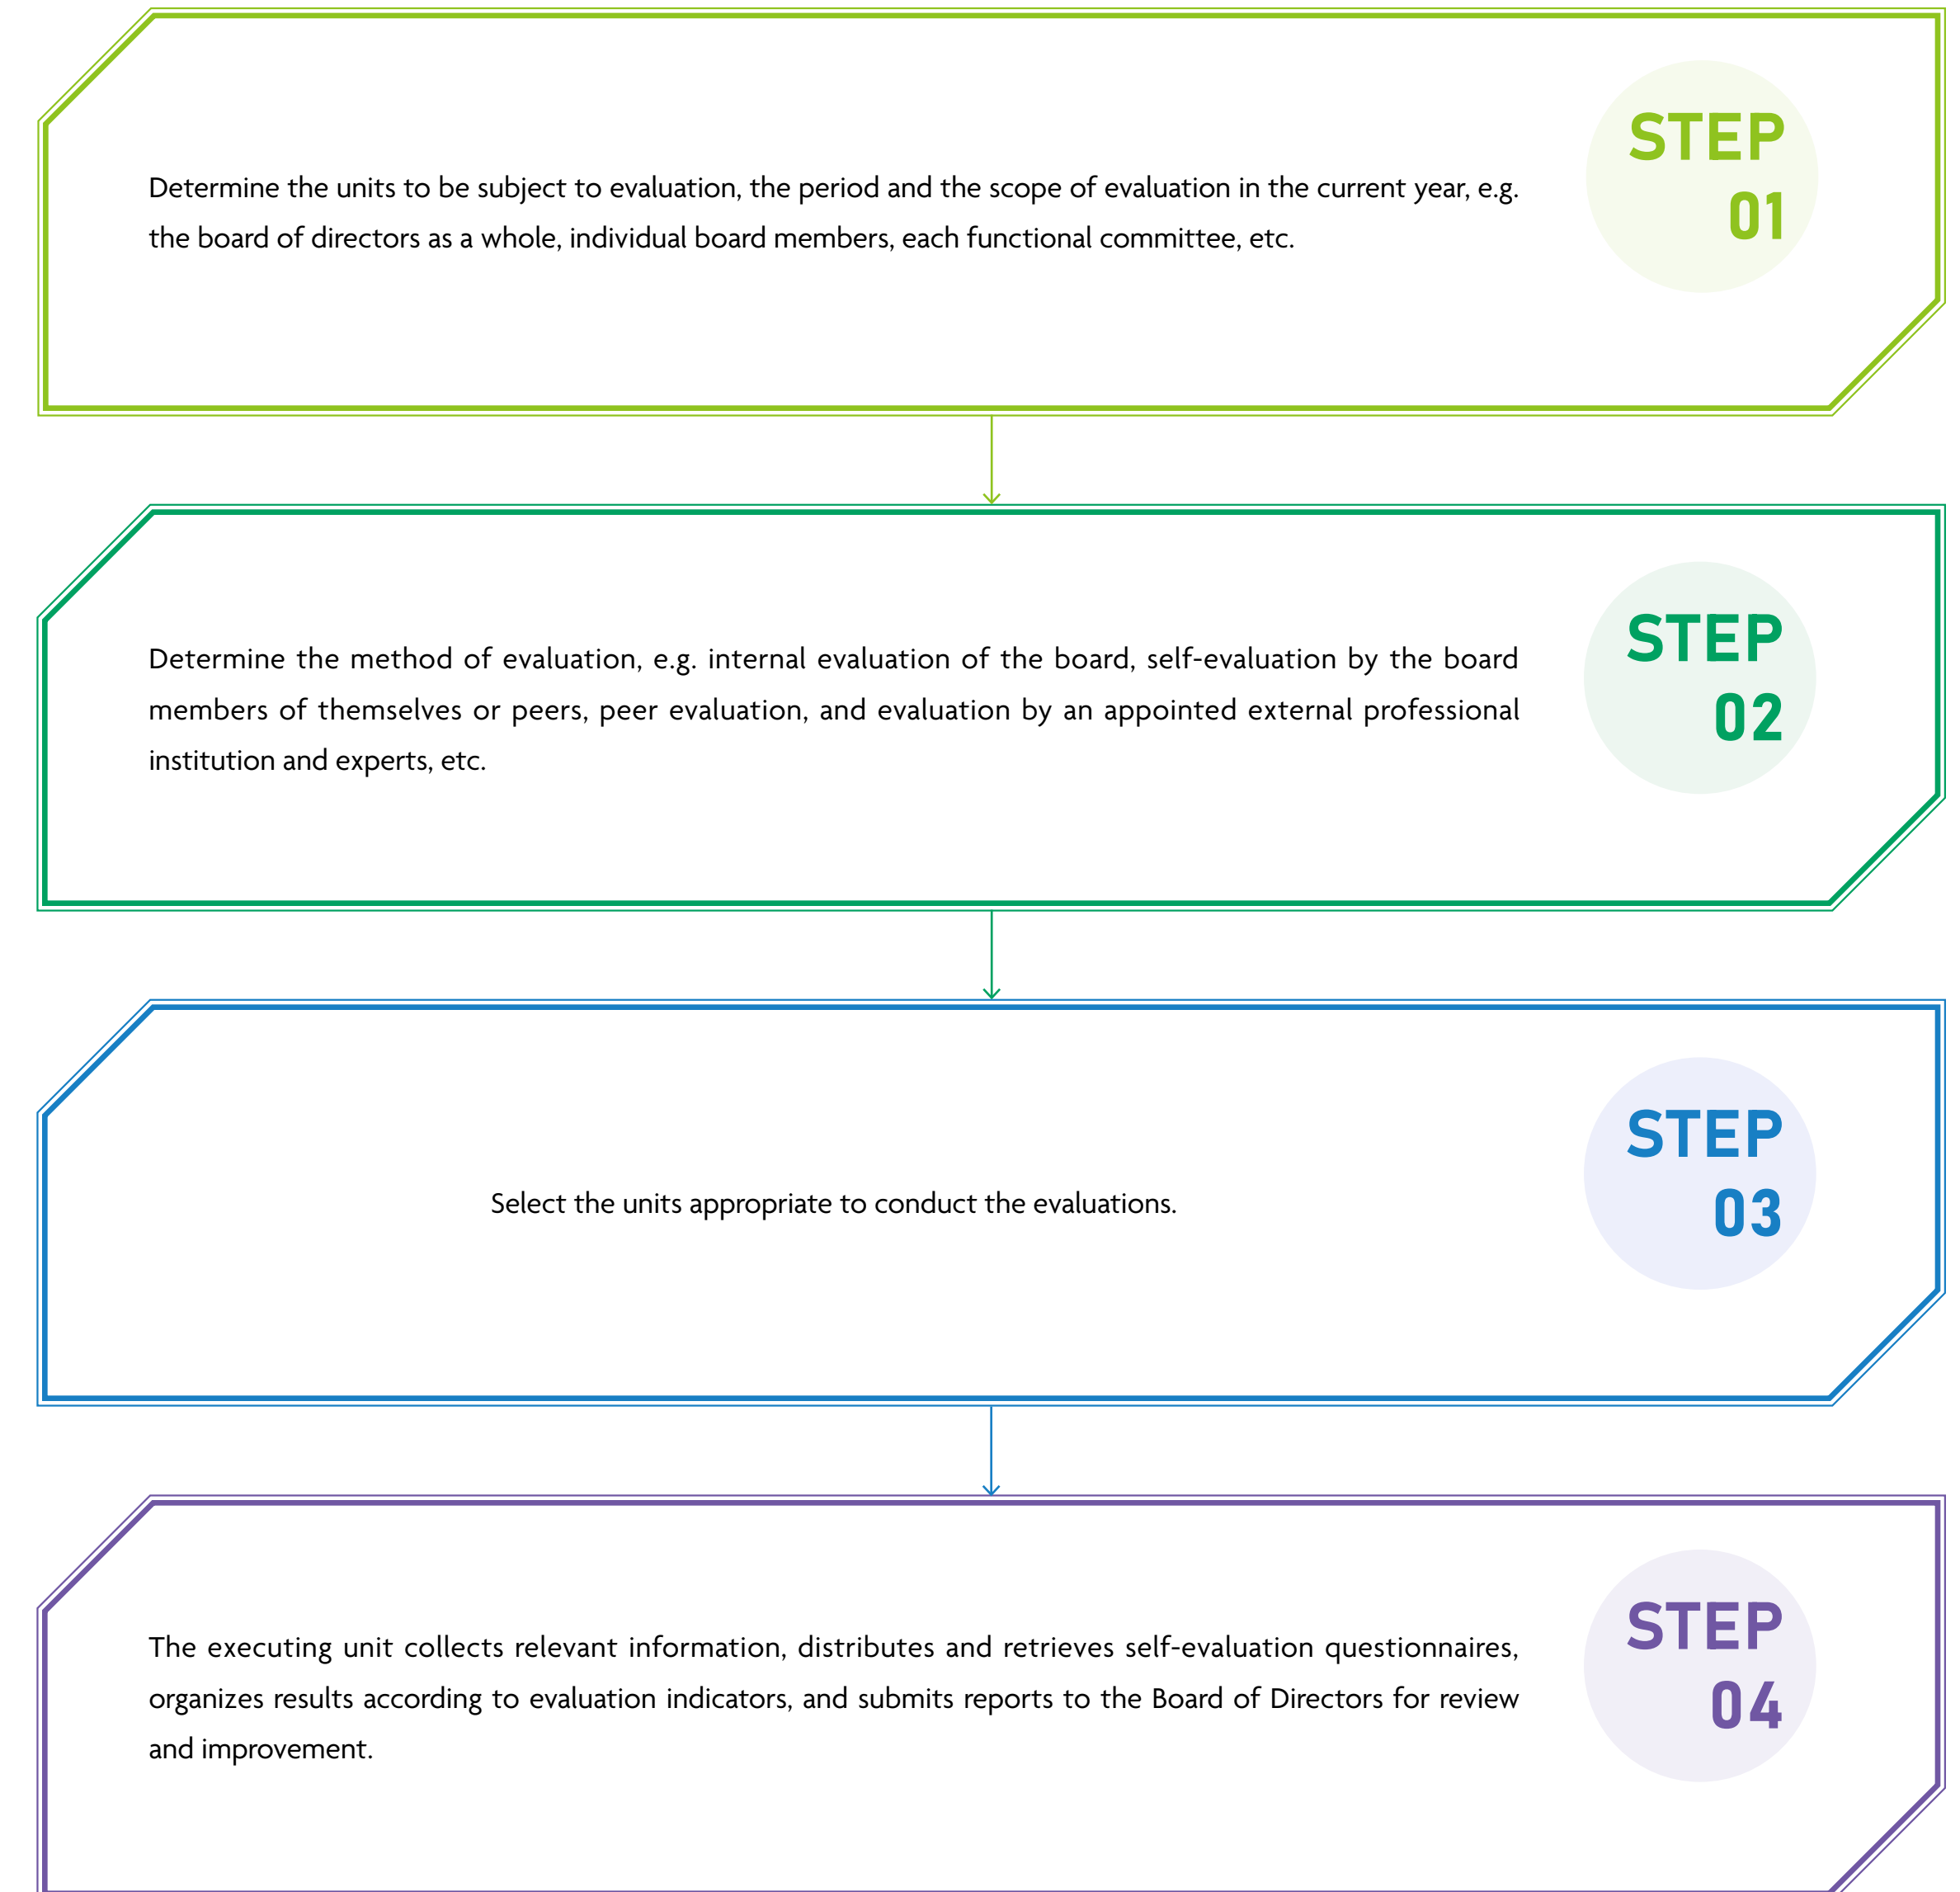 STEP
01
Determine the units to be subject to evaluation, the period and the scope of evaluation in the current year, e.g.
the board of directors as a whole, individual board members, each functional committee, etc.
STEP
02
Determine the method of evaluation, e.g. internal evaluation of the board, self-evaluation by the board
members of themselves or peers, peer evaluation, and evaluation by an appointed external professional
institution and experts, etc.
STEP
03
Select the units appropriate to conduct the evaluations.
STEP
04
The executing unit collects relevant information, distributes and retrieves self-evaluation questionnaires,
organizes results according to evaluation indicators, and submits reports to the Board of Directors for review
and improvement.